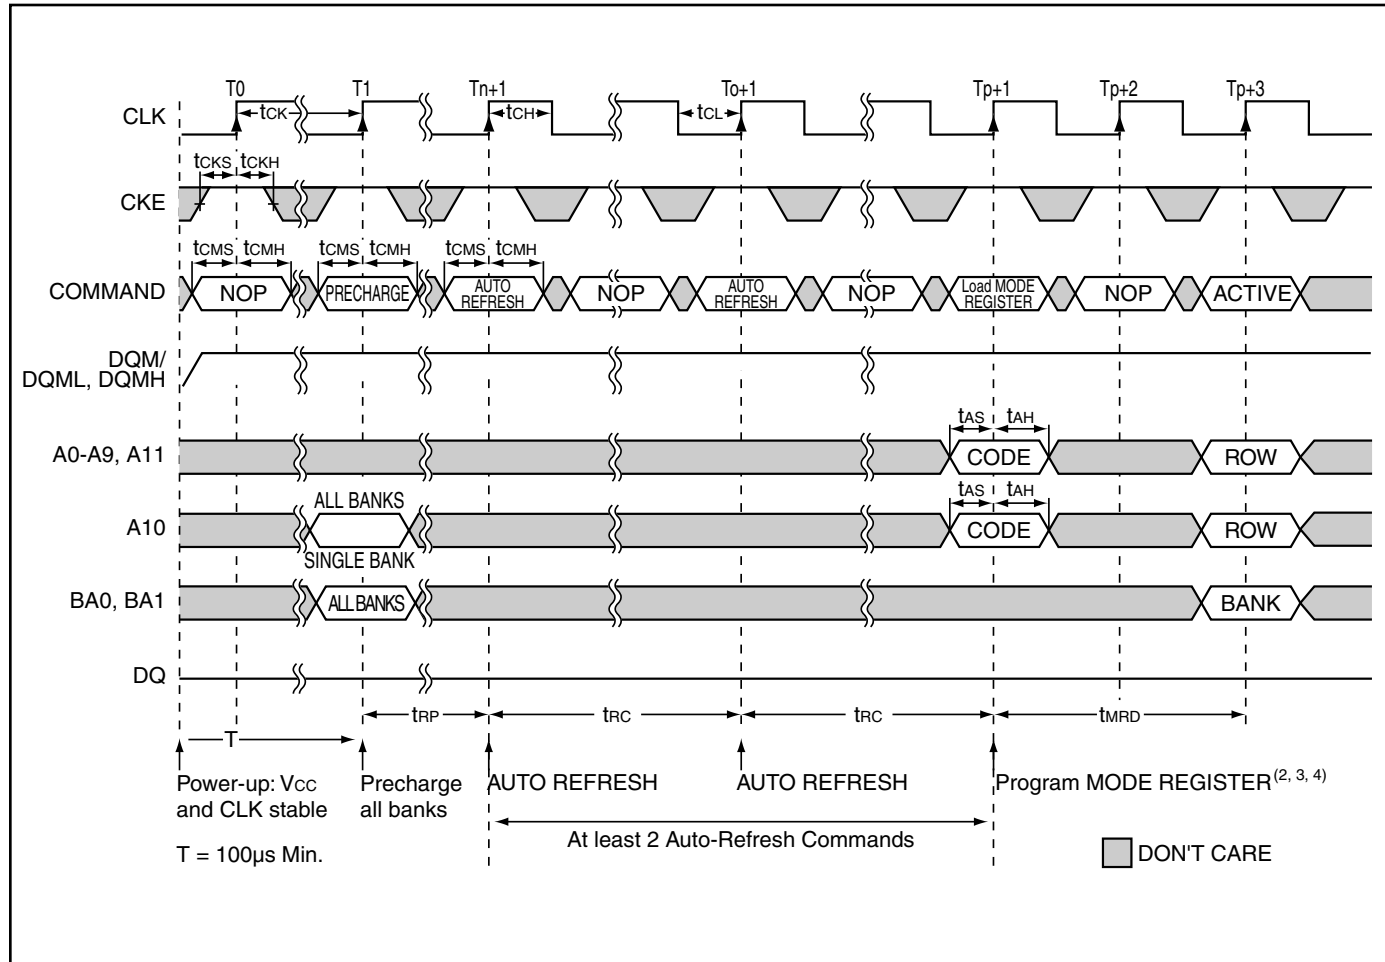 T0 T1 Tn+1 To+1 Tp+1 Tp+2 Tp+3
CLK tCK tCH tCL
tCKS tCKH
CKE
tCMS tCMH tCMS tCMH tCMS tCMH
COMMAND NOP PRECHARGE AUTO REFRESH NOP AUTO REFRESH NOP Load MODE REGISTER NOP ACTIVE
DQM/
DQML, DQMH
tAS tAH
A0-A9, A11 CODE ROW
ALL BANKS tAS tAH
A10 CODE ROW
SINGLE BANK
BA0, BA1 ALL BANKS BANK
DQ
tRP tRC tRC tMRD
T
Power-up: VCC
and CLK stable
Precharge
all banks
AUTO REFRESH
AUTO REFRESH
Program MODE REGISTER(2, 3, 4)
At least 2 Auto-Refresh Commands
T = 100µs Min.
DON'T CARE